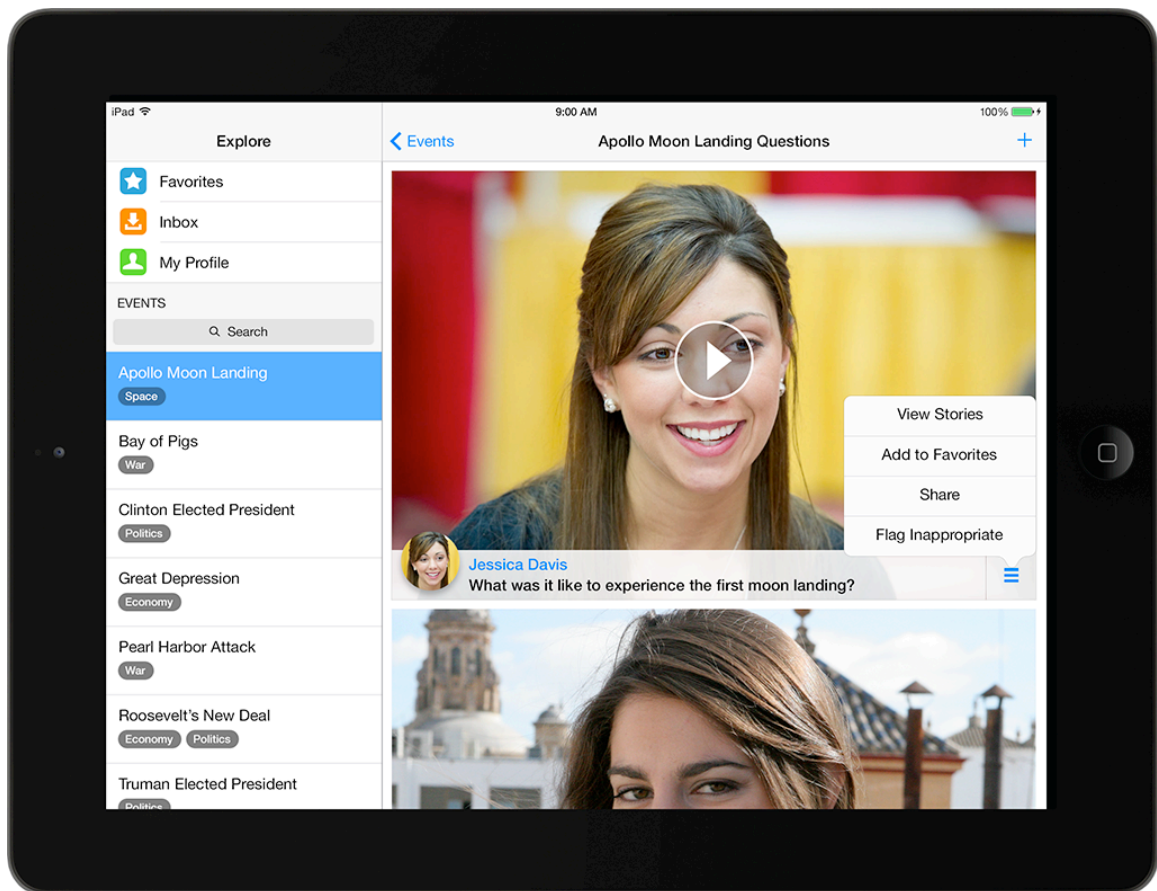 iPad
9:00 AM
100%
Explore
Events
Apollo Moon Landing Questions
Favorites
Inbox
My Profile
EVENTS
Search
Apollo Moon Landing
Space
Bay of Pigs
War
Clinton Elected President
Politics
Great Depression
Economy
Pearl Harbor Attack
War
Roosevelt’s New Deal
Economy Politics
Truman Elected President
Politics
View Stories
Add to Favorites
Share
Flag Inappropriate
Jessica Davis
What was it like to experience the first moon landing?